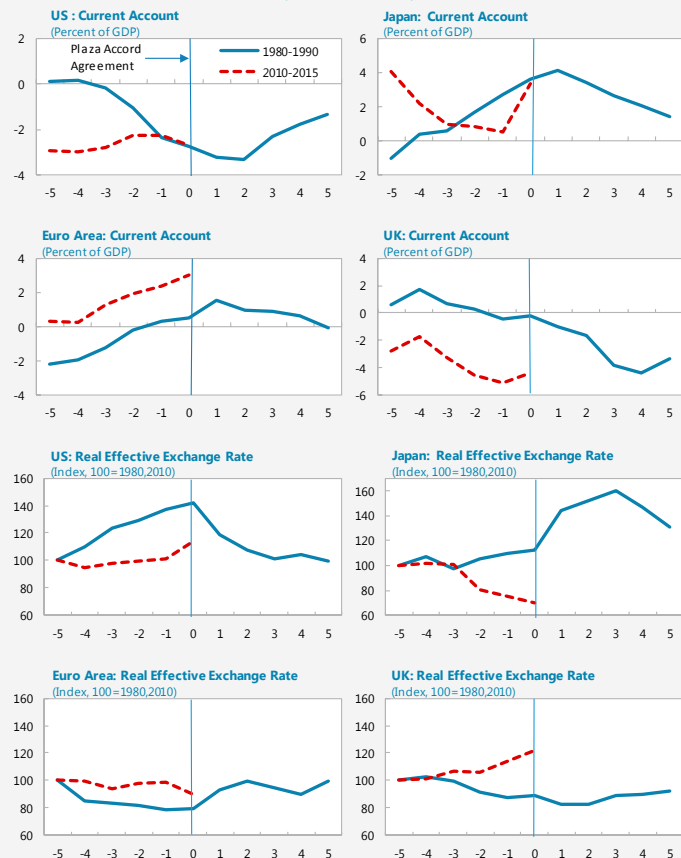 US : Current Account
(Percent of GDP)
2
0
-2
-4
Plaza Accord
Agreement
1980-1990
2010-2015
-5 -4 -3 -2 -1 0 1 2 3 4 5
Japan: Current Account
(Percent of GDP)
6
4
2
0
-2
-5 -4 -3 -2 -1 0 1 2 3 4 5
Euro Area: Current Account
(Percent of GDP)
4
2
0
-2
-4
-5 -4 -3 -2 -1 0 1 2 3 4 5
UK: Current Account
(Percent of GDP)
4
2
0
-2
-4
-6
-5 -4 -3 -2 -1 0 1 2 3 4 5
US: Real Effective Exchange Rate
(Index, 100=1980,2010)
160
140
120
100
80
60
-5 -4 -3 -2 -1 0 1 2 3 4 5
Japan: Real Effective Exchange Rate
(Index, 100=1980,2010)
160
140
120
100
80
60
-5 -4 -3 -2 -1 0 1 2 3 4 5
Euro Area: Real Effective Exchange Rate
(Index, 100=1980,2010)
160
140
120
100
80
60
-5 -4 -3 -2 -1 0 1 2 3 4 5
UK: Real Effective Exchange Rate
(Index, 100=1980,2010)
160
140
120
100
80
60
-5 -4 -3 -2 -1 0 1 2 3 4 5